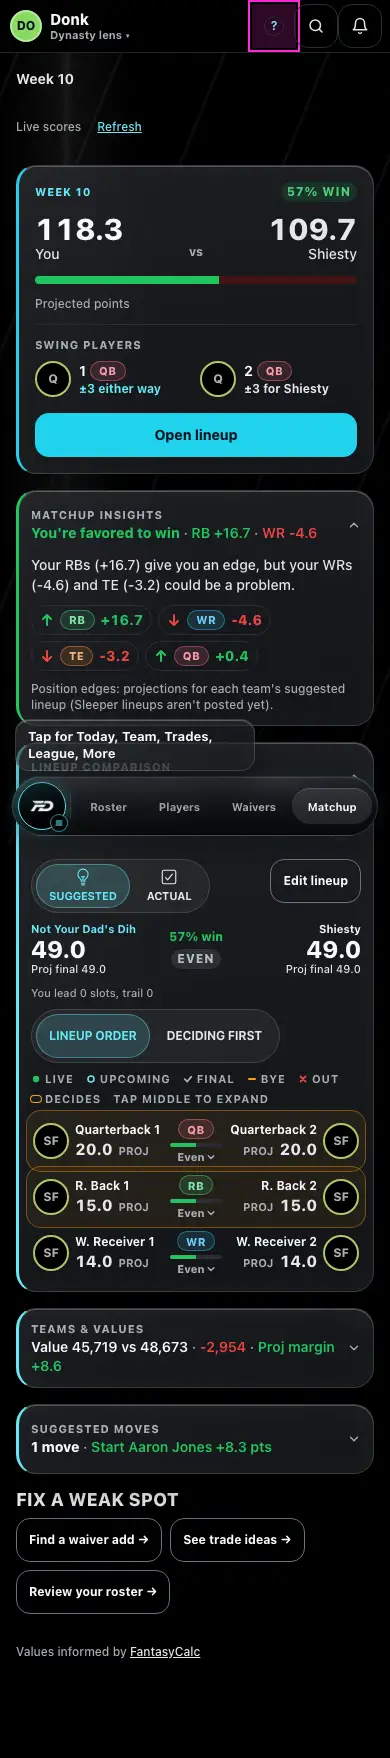 DO
Donk
Dynasty lens
?
Week 10
Live scores Refresh
WEEK 10
57% WIN
118.3
109.7
You
vs
Shiesty
Projected points
SWING PLAYERS
Q
1 QB
±3 either way
Q
2 QB
±3 for Shiesty
Open lineup
MATCHUP INSIGHTS
You're favored to win · RB +16.7 · WR -4.6
Your RBs (+16.7) give you an edge, but your WRs
(-4.6) and TE (-3.2) could be a problem.
↑ RB +16.7 ↓ WR -4.6
↓ TE -3.2 ↑ QB +0.4
Position edges: projections for each team's suggested
lineup (Sleeper lineups aren't posted yet).
Tap for Today, Team, Trades,
League, More
LINEUP COMPARISON
Roster Players Waivers Matchup
SUGGESTED
ACTUAL
Edit lineup
Not Your Dad's Dih
Shiesty
49.0
57% win
49.0
Proj final 49.0
EVEN
Proj final 49.0
You lead 0 slots, trail 0
LINEUP ORDER DECIDING FIRST
LIVE UPCOMING FINAL BYE OUT
DECIDES TAP MIDDLE TO EXPAND
SF
Quarterback 1
20.0 PROJ
QB
Even
Quarterback 2
PROJ 20.0
SF
SF
R. Back 1
15.0 PROJ
RB
Even
R. Back 2
PROJ 15.0
SF
SF
W. Receiver 1
14.0 PROJ
WR
Even
W. Receiver 2
PROJ 14.0
SF
TEAMS & VALUES
Value 45,719 vs 48,673 · -2,954 · Proj margin
+8.6
SUGGESTED MOVES
1 move · Start Aaron Jones +8.3 pts
FIX A WEAK SPOT
Find a waiver add →
See trade ideas →
Review your roster →
Values informed by FantasyCalc